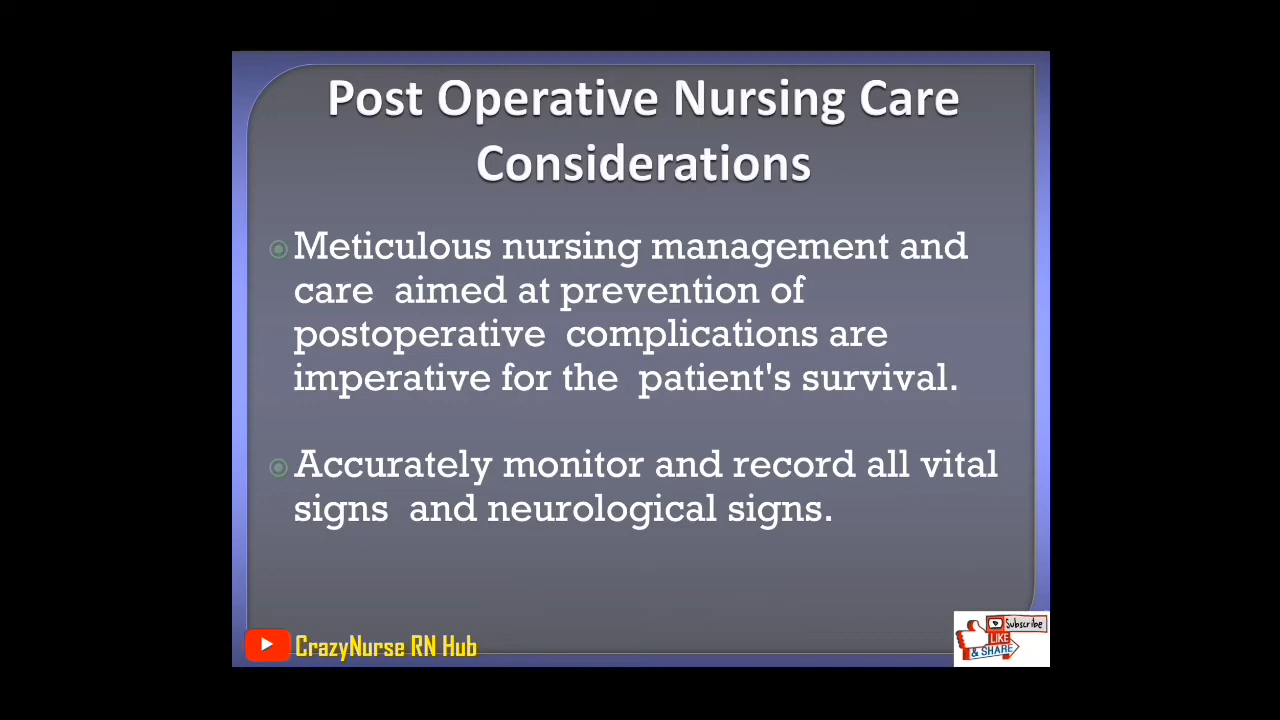 Post Operative Nursing Care
Considerations
Meticulous nursing management and
care aimed at prevention of
postoperative complications are
imperative for the patient's survival.
Accurately monitor and record all vital
signs and neurological signs.
CrazyNurse RN Hub
Subscribe
LIKE
& SHARE